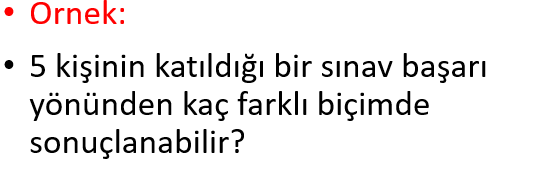 Ornek:
5 kişinin katıldığı bir sınav başarı
yönünden kaç farklı biçimde
sonuçlanabilir?